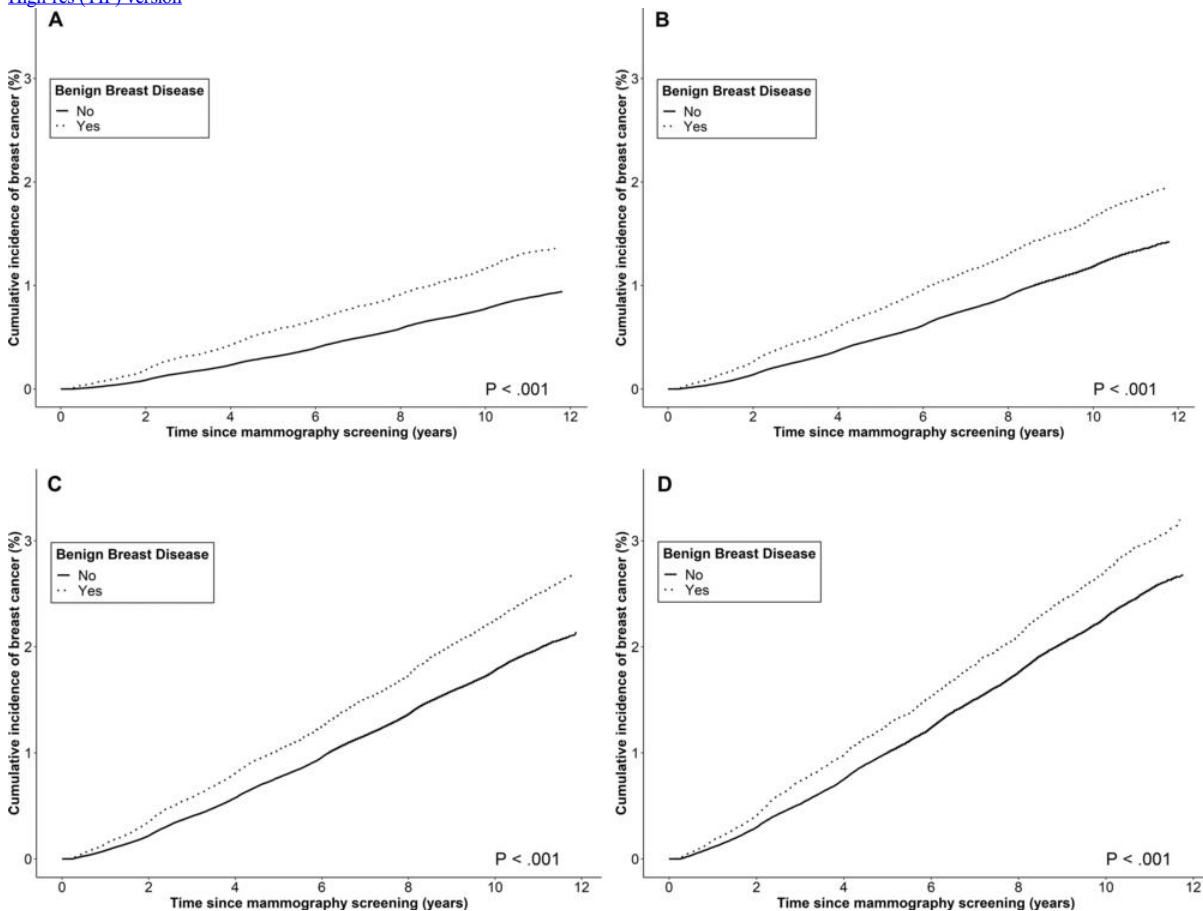 A
Cumulative incidence of breast cancer (%)
3
2
1
0
Benign Breast Disease
No
Yes
P < .001
0 2 4 6 8 10 12
Time since mammography screening (years)
B
Cumulative incidence of breast cancer (%)
3
2
1
0
Benign Breast Disease
No
Yes
P < .001
0 2 4 6 8 10 12
Time since mammography screening (years)
C
Cumulative incidence of breast cancer (%)
3
2
1
0
Benign Breast Disease
No
Yes
P < .001
0 2 4 6 8 10 12
Time since mammography screening (years)
D
Cumulative incidence of breast cancer (%)
3
2
1
0
Benign Breast Disease
No
Yes
P < .001
0 2 4 6 8 10 12
Time since mammography screening (years)